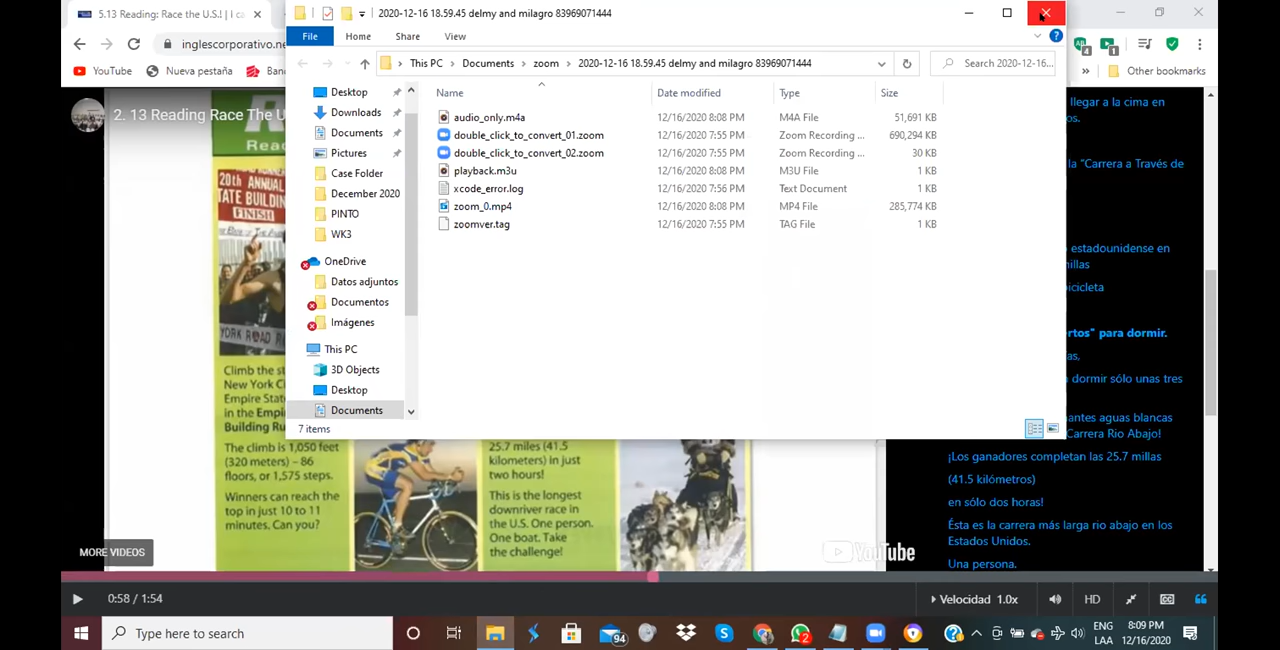 5.13 Reading: Race the U.S.! | I ca
2020-12-16 18.59.45 delmy and milagro 83969071444
File Home Share View
inglescorporativo.ne
This PC Documents zoom 2020-12-16 18.59.45 delmy and milagro 83969071444
Search 2020-12-16...
YouTube Nueva pestaña Ban
Other bookmarks
Name Date modified Type Size
Desktop
Downloads
Documents
Pictures
Case Folder
December 2020
PINTO
WK3
OneDrive
Datos adjuntos
Documentos
Imágenes
This PC
3D Objects
Desktop
Documents
audio_only.m4a 12/16/2020 8:08 PM M4A File 51,691 KB
double_click_to_convert_01.zoom 12/16/2020 7:55 PM Zoom Recording ... 690,294 KB
double_click_to_convert_02.zoom 12/16/2020 7:55 PM Zoom Recording ... 30 KB
playback.m3u 12/16/2020 8:08 PM M3U File 1 KB
xcode_error.log 12/16/2020 7:56 PM Text Document 1 KB
zoom_0.mp4 12/16/2020 8:08 PM MP4 File 285,774 KB
zoomver.tag 12/16/2020 7:55 PM TAG File 1 KB
7 items
2. 13 Reading Race The U
Rea
20th ANNUAL
TATE BUILDING
FINISH
YORK ROAD
Climb the s
New York Ci
Empire Stat
in the Empi
Building Ru
The climb is 1,050 feet
(320 meters) – 86
floors, or 1,575 steps.
Winners can reach the
top in just 10 to 11
minutes. Can you?
25.7 miles (41.5
kilometers) in just
two hours!
This is the longest
downriver race in
the U.S. One person.
One boat. Take
the challenge!
MORE VIDEOS
YouTube
llegar a la cima en
os.
la “Carrera a Través de
estadounidense en
millas
bicicleta
ertos" para dormir.
as,
a dormir sólo unas tres
nantes aguas blancas
Carrera Rio Abajo!
¡Los ganadores completan las 25.7 millas
(41.5 kilómetros)
en sólo dos horas!
Ésta es la carrera más larga rio abajo en los
Estados Unidos.
Una persona.
0:58 / 1:54
Velocidad 1.0x
HD
CC
Type here to search
94
2
ENG
LAA
8:09 PM
12/16/2020